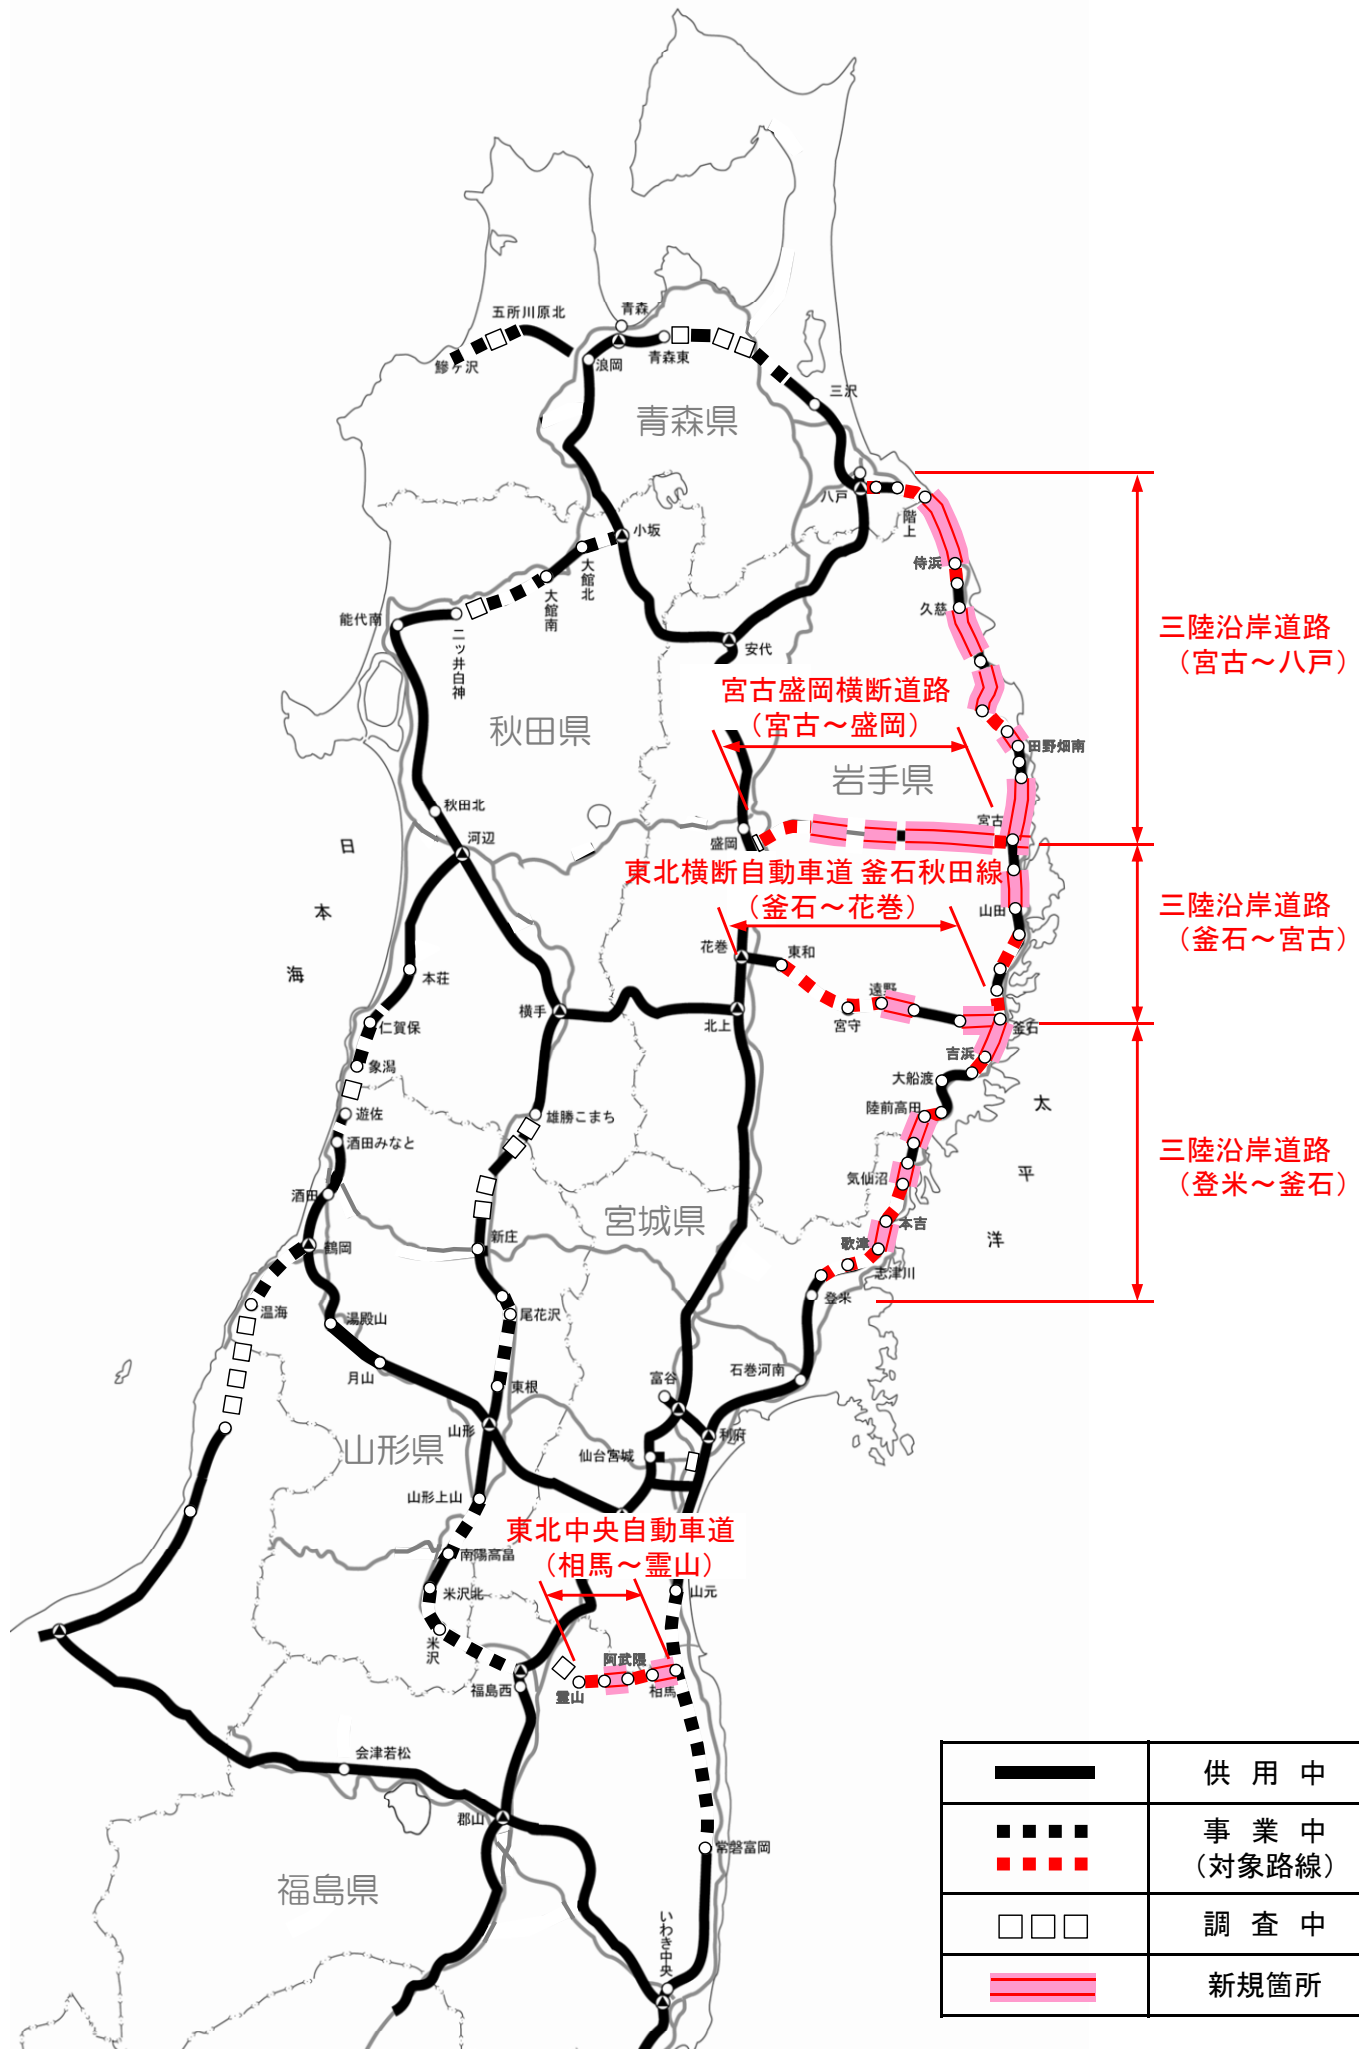 五所川原北
青森
鰺ヶ沢
浪岡
青森東
三沢
青森県
八戸
階上
小坂
大館北
大館南
侍浜
久慈
能代南
二ッ井白神
安代
三陸沿岸道路
（宮古～八戸）
宮古盛岡横断道路
（宮古～盛岡）
秋田県
田野畑南
岩手県
秋田北
宮古
河辺
盛岡
日本海
東北横断自動車道 釜石秋田線
（釜石～花巻）
三陸沿岸道路
（釜石～宮古）
山田
花巻
東和
本荘
遠野
横手
北上
宮守
釜石
仁賀保
吉浜
象潟
大船渡
太平洋
遊佐
雄勝こまち
陸前高田
酒田みなと
三陸沿岸道路
（登米～釜石）
気仙沼
酒田
宮城県
本吉
新庄
歌津
鶴岡
志津川
温海
尾花沢
登米
湯殿山
月山
東根
富谷
石巻河南
山形
利府
山形県
仙台宮城
山形上山
東北中央自動車道
（相馬～霊山）
南陽高畠
米沢北
山元
米沢
阿武隈
福島西
霊山
相馬
会津若松
郡山
常磐富岡
福島県
いわき中央
供用中
事業中
（対象路線）
調査中
新規箇所